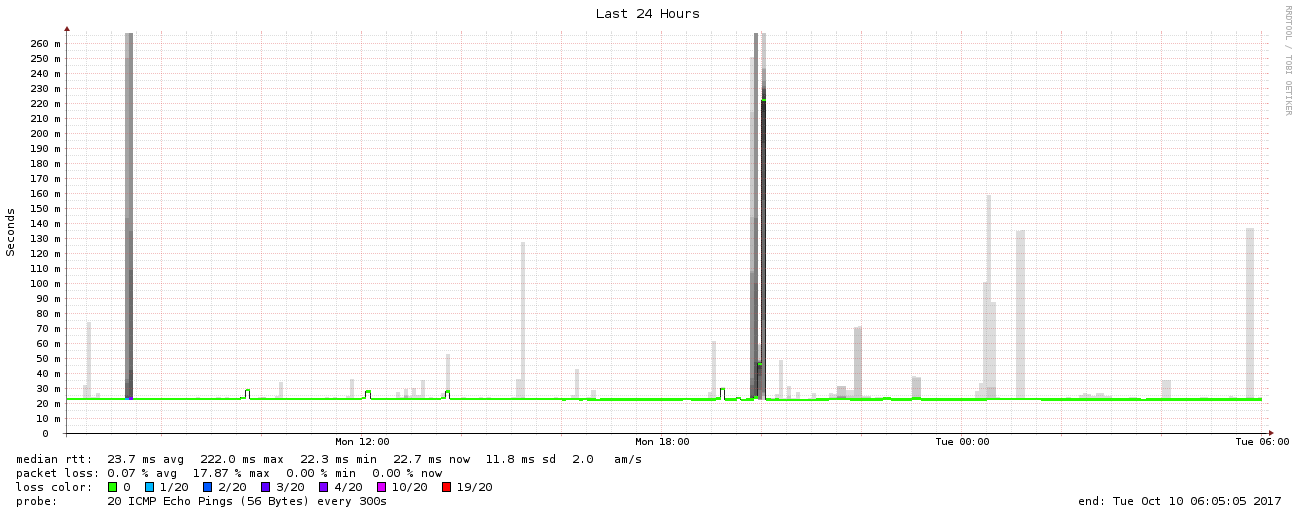 Last 24 Hours
RRDTOOL / TOBI OETIKER
Seconds
260 m
250 m
240 m
230 m
220 m
210 m
200 m
190 m
180 m
170 m
160 m
150 m
140 m
130 m
120 m
110 m
100 m
90 m
80 m
70 m
60 m
50 m
40 m
30 m
20 m
10 m
0
Mon 12:00 Mon 18:00 Tue 00:00 Tue 06:00
median rtt: 23.7 ms avg 222.0 ms max 22.3 ms min 22.7 ms now 11.8 ms sd 2.0 am/s
packet loss: 0.07 % avg 17.87 % max 0.00 % min 0.00 % now
loss color: 0 1/20 2/20 3/20 4/20 10/20 19/20
probe: 20 ICMP Echo Pings (56 Bytes) every 300s end: Tue Oct 10 06:05:05 2017